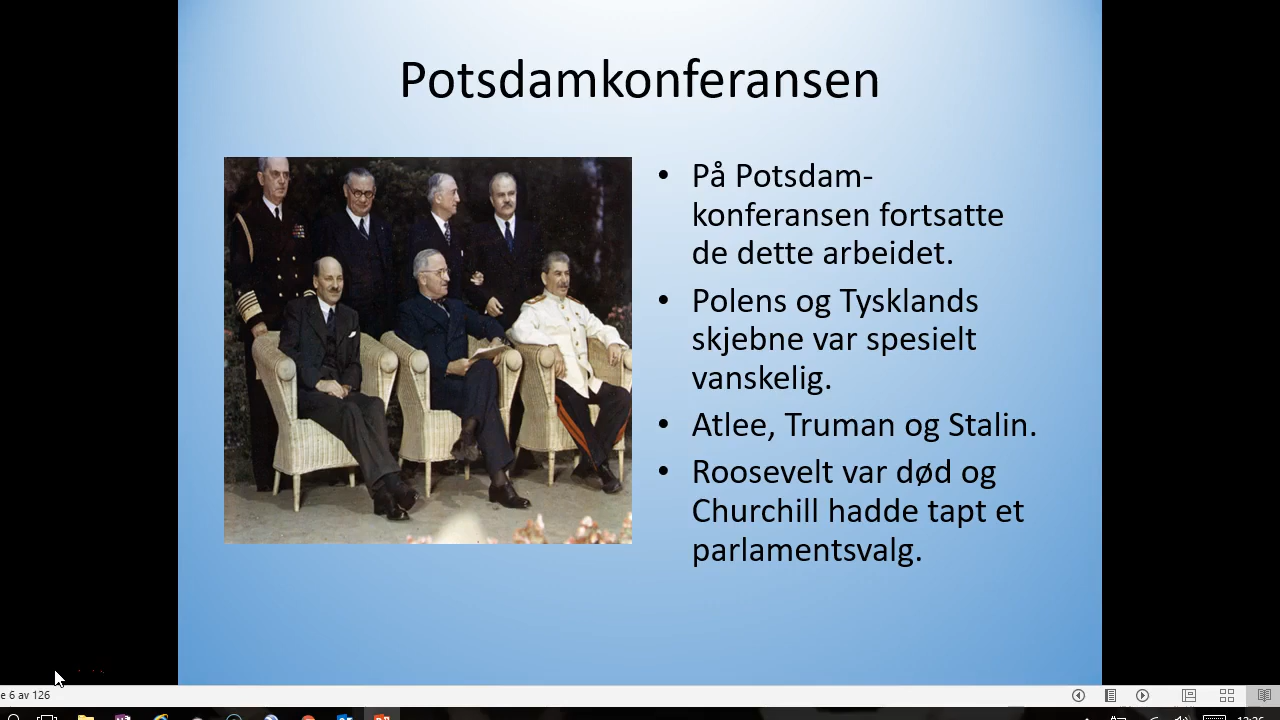 Potsdamkonferansen
• På Potsdam-
konferansen fortsatte
de dette arbeidet.
• Polens og Tysklands
skjebne var spesielt
vanskelig.
• Atlee, Truman og Stalin.
• Roosevelt var død og
Churchill hadde tapt et
parlamentsvalg.
e 6 av 126